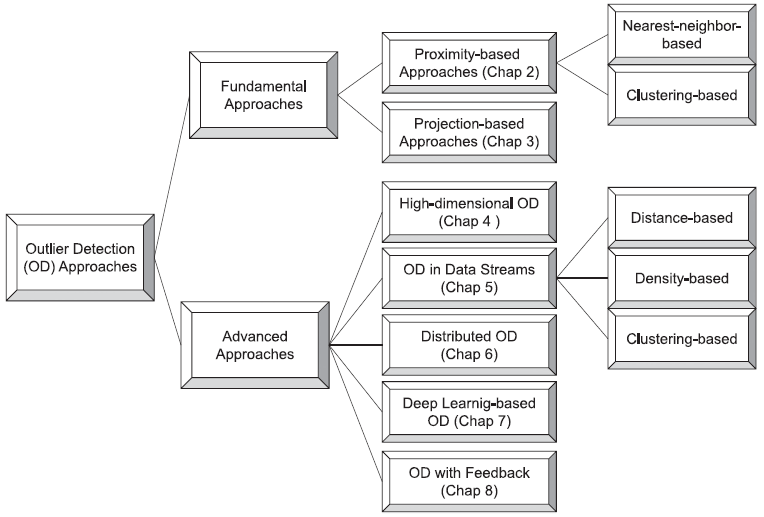 Outlier Detection
(OD) Approaches
Fundamental
Approaches
Proximity-based
Approaches (Chap 2)
Nearest-neighbor-
based
Clustering-based
Projection-based
Approaches (Chap 3)
Advanced
Approaches
High-dimensional OD
(Chap 4 )
OD in Data Streams
(Chap 5)
Distance-based
Density-based
Clustering-based
Distributed OD
(Chap 6)
Deep Learnig-based
OD (Chap 7)
OD with Feedback
(Chap 8)